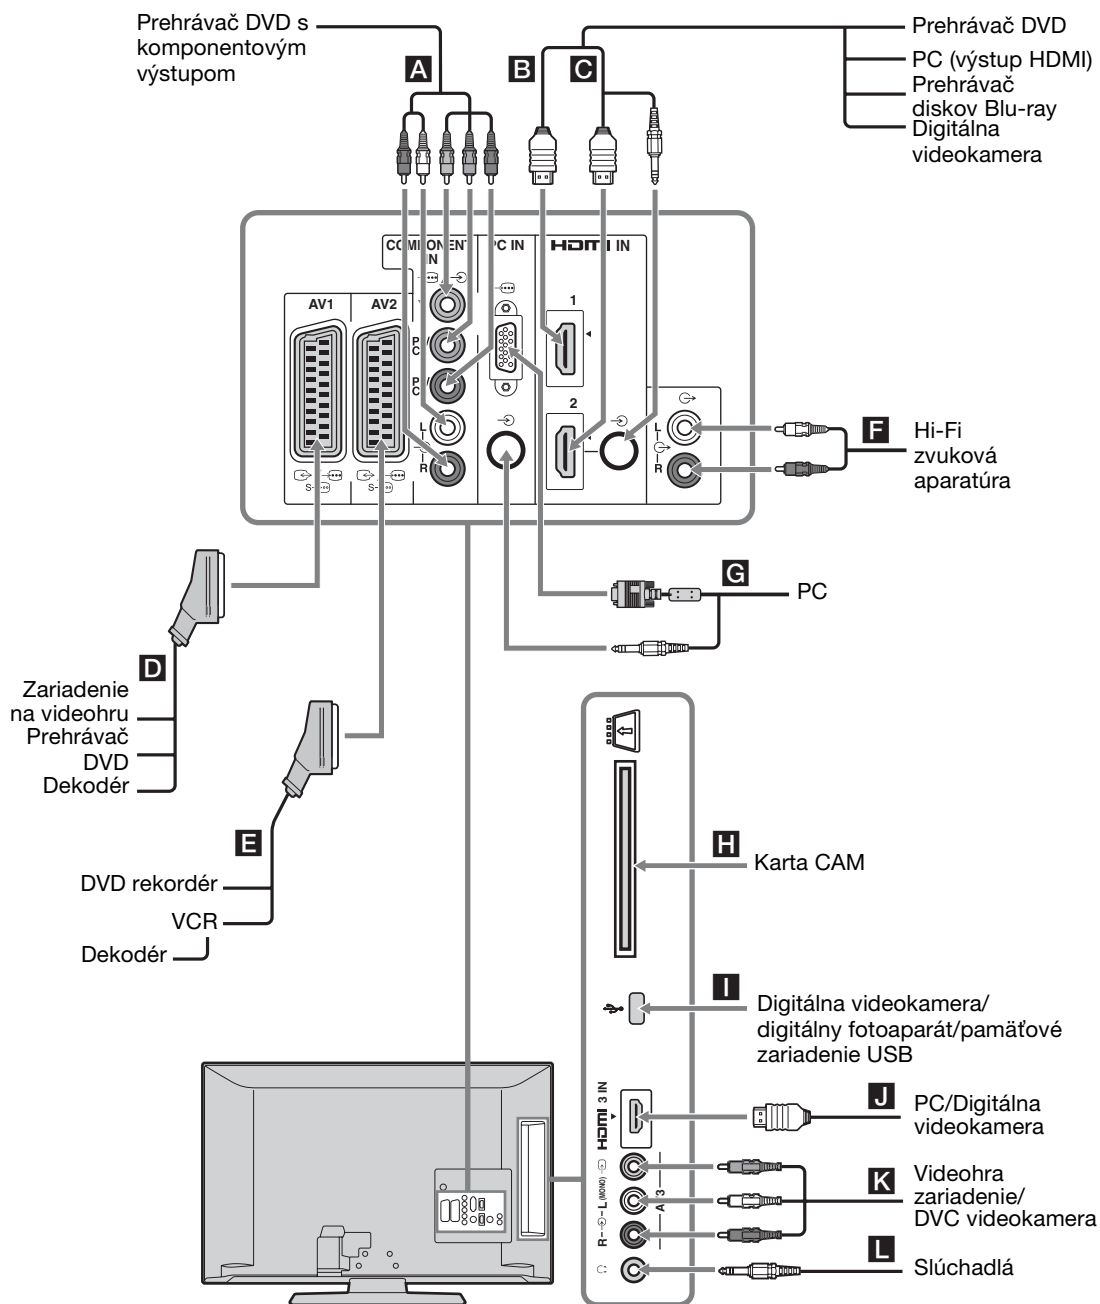 Prehrávač DVD s
komponentovým
výstupom
A
B
C
Prehrávač DVD
PC (výstup HDMI)
Prehrávač
diskov Blu-ray
Digitálna
videokamera
COMPONENT
IN
PC IN
HDMI IN
AV1
AV2
1
2
L
R
L
R
S
S
F
Hi-Fi
zvuková
aparatúra
G
PC
D
Zariadenie
na videohru
Prehrávač
DVD
Dekodér
E
DVD rekordér
VCR
Dekodér
H
Karta CAM
I
Digitálna videokamera/
digitálny fotoaparát/pamäťové
zariadenie USB
HDMI 3 IN
J
PC/Digitálna
videokamera
L (MONO)
R
K
Videohra
zariadenie/
DVC videokamera
L
Slúchadlá